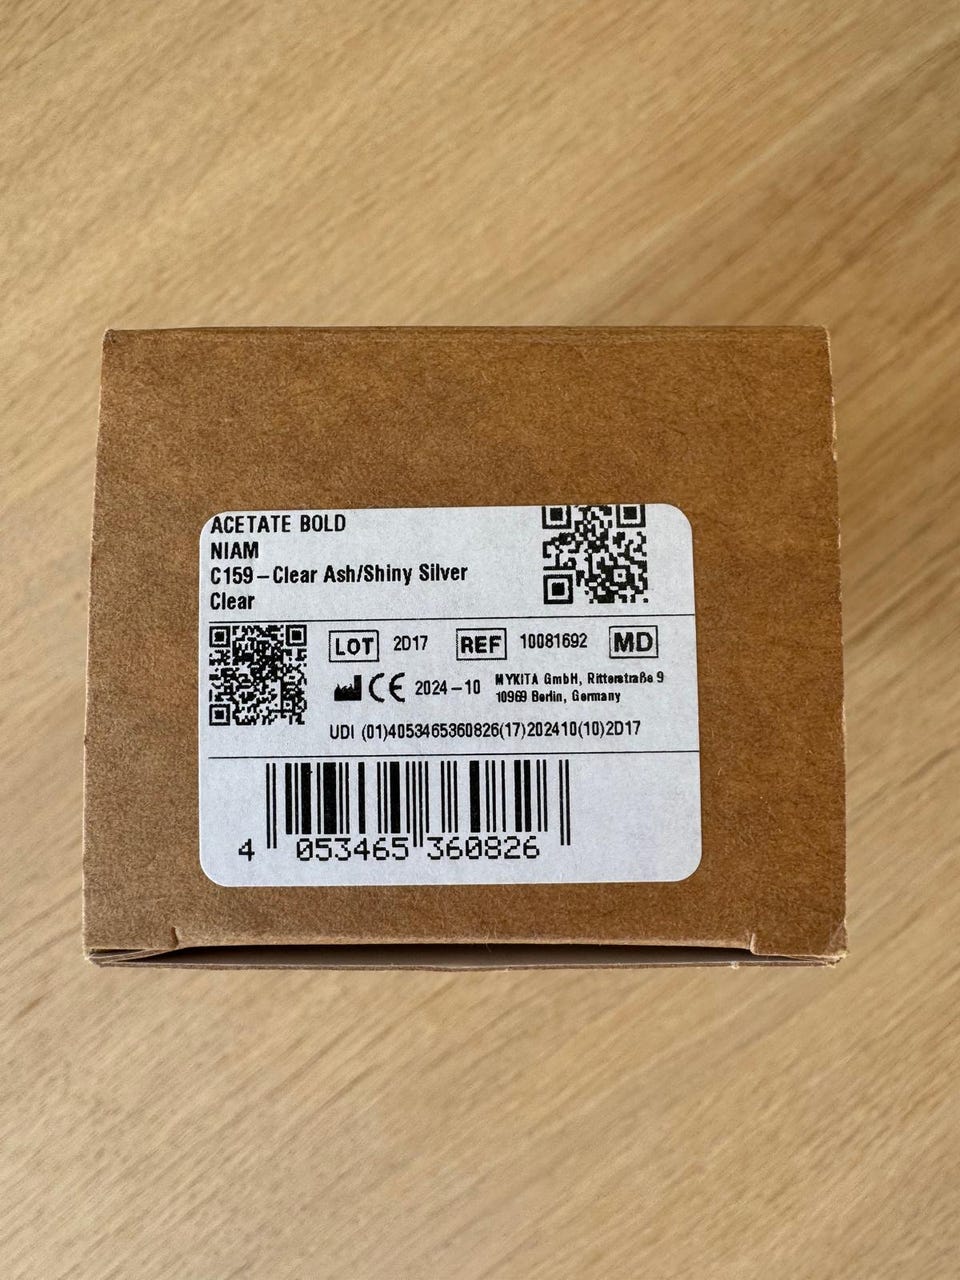 ACETATE BOLD
NIAM
C159–Clear Ash/Shiny Silver
Clear
LOT 2D17 REF 10081692 MD
CE 2024–10 MYKITA GmbH, Ritterstraße 9
10969 Berlin, Germany
UDI (01)4053465360826(17)202410(10)2D17
4 053465 360826